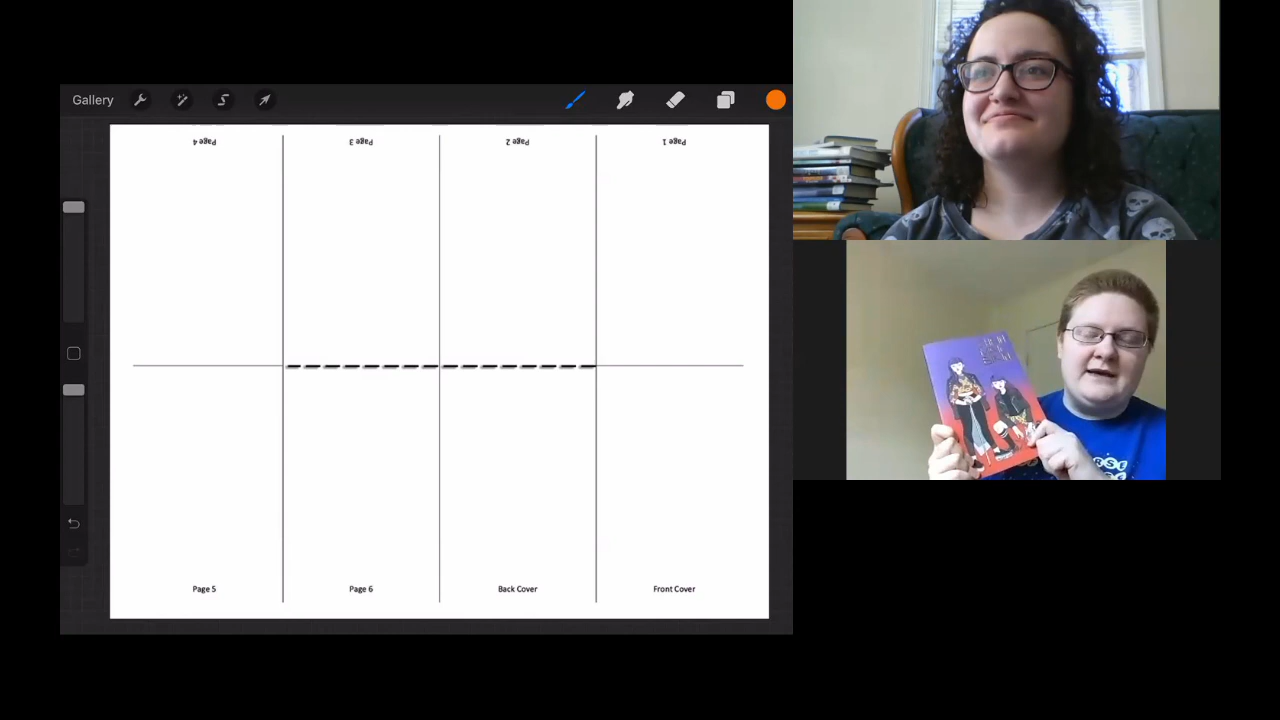 Gallery
Page 4
Page 3
Page 2
Page 1
Page 5
Page 6
Back Cover
Front Cover